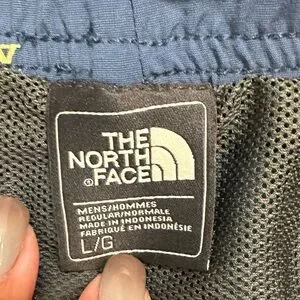 THE
NORTH
FACE
MENS/HOMMES
REGULAR/NORMALE
MADE IN INDONESIA
FABRIQUÉ EN INDONÉSIE
L/G